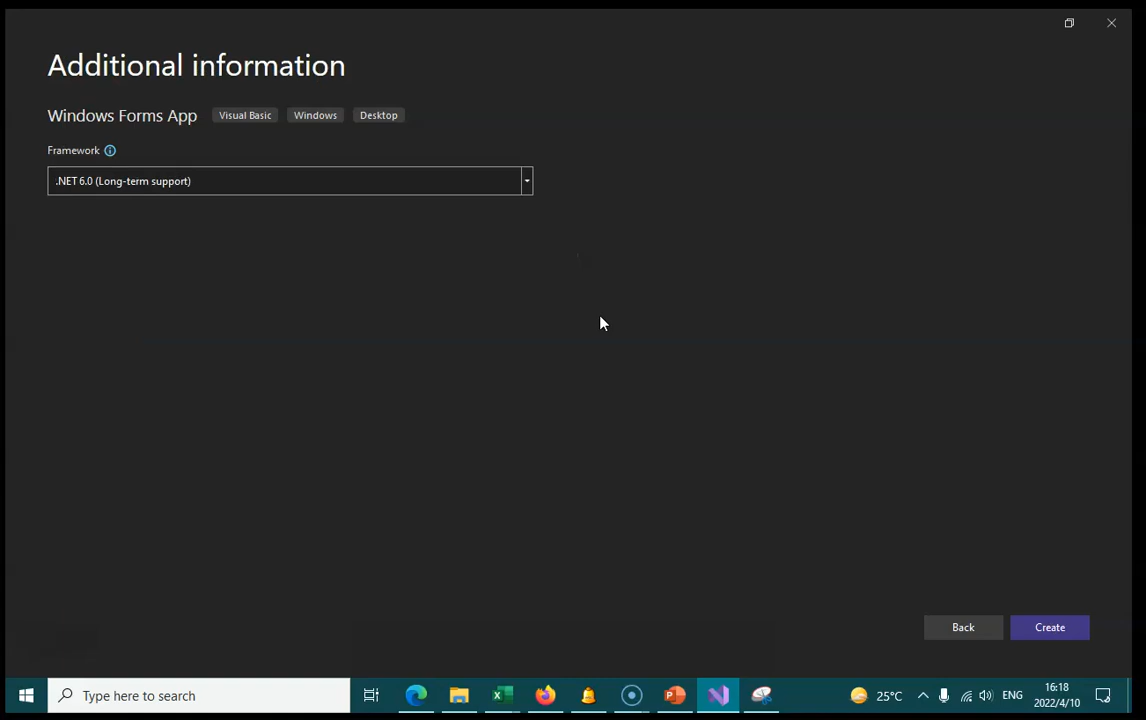 Additional information
Windows Forms App Visual Basic Windows Desktop
Framework
.NET 6.0 (Long-term support)
Back Create
Type here to search 25°C ENG 16:18
2022/4/10